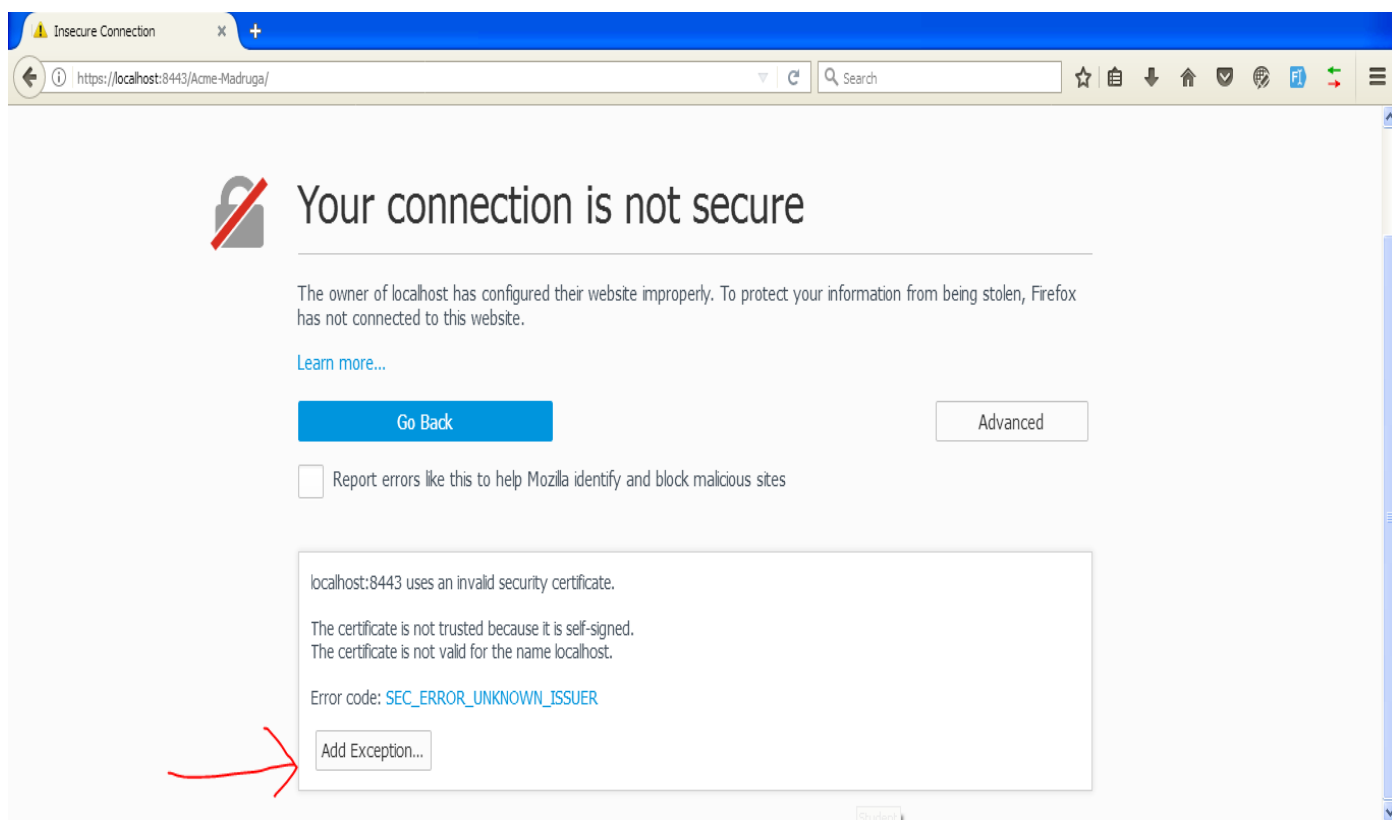 Insecure Connection
https://localhost:8443/Acme-Madruga/
Search
Your connection is not secure
The owner of localhost has configured their website improperly. To protect your information from being stolen, Firefox
has not connected to this website.
Learn more...
Go Back
Advanced
Report errors like this to help Mozilla identify and block malicious sites
localhost:8443 uses an invalid security certificate.
The certificate is not trusted because it is self-signed.
The certificate is not valid for the name localhost.
Error code: SEC_ERROR_UNKNOWN_ISSUER
Add Exception...
Student